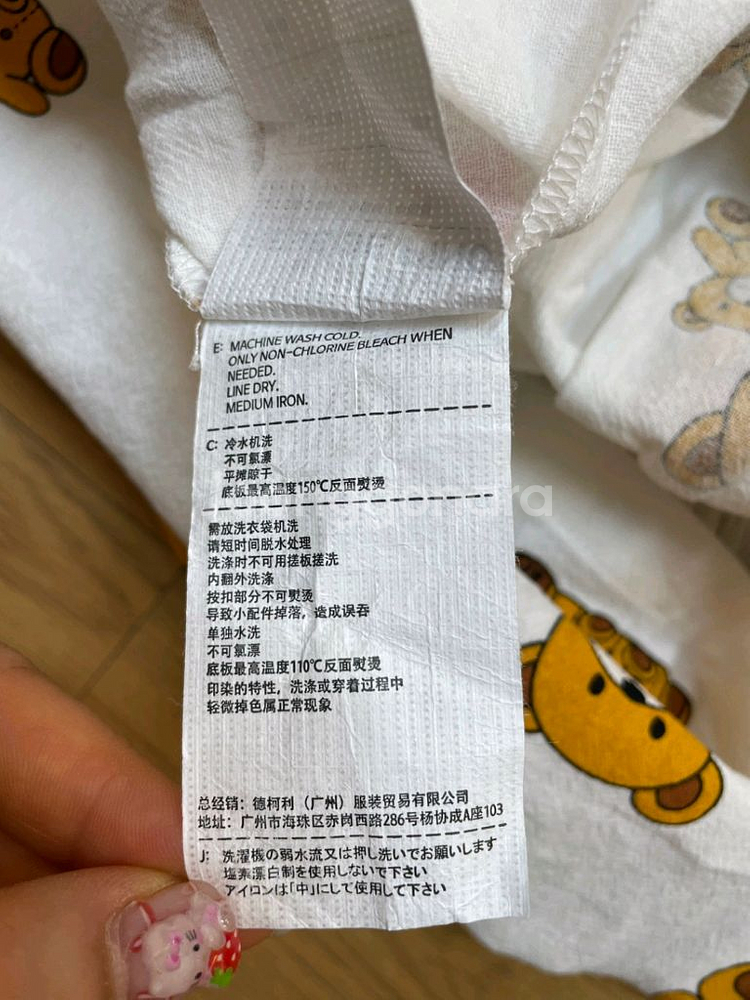 E: MACHINE WASH COLD.
ONLY NON-CHLORINE BLEACH WHEN
NEEDED.
LINE DRY.
MEDIUM IRON.
C: 冷水机洗
不可氯漂
平摊晾干
底板最高温度150℃反面熨烫
需放洗衣袋机洗
请短时间脱水处理
洗涤时不可用搓板搓洗
内翻外洗涤
按扣部分不可熨烫
导致小配件掉落，造成误吞
单独水洗
不可氯漂
底板最高温度110℃反面熨烫
印染的特性，洗涤或穿着过程中
轻微掉色属正常现象
总经销：德柯利（广州）服装贸易有限公司
地址：广州市海珠区赤岗西路286号杨协成A座103
J: 洗濯機の弱水流又は押し洗いでお願いします
塩素漂白制を使用しないで下さい
アイロンは「中」にして使用して下さい